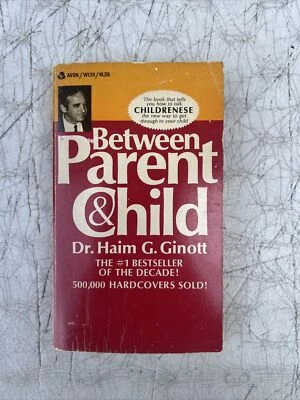 AVON/W139/$1.25
The book that tells
you how to talk
CHILDRENESE
the new way to get
through to your child
Between
Parent
& Child
Dr. Haim G. Ginott
THE #1 BESTSELLER
OF THE DECADE!
500,000 HARDCOVERS SOLD!